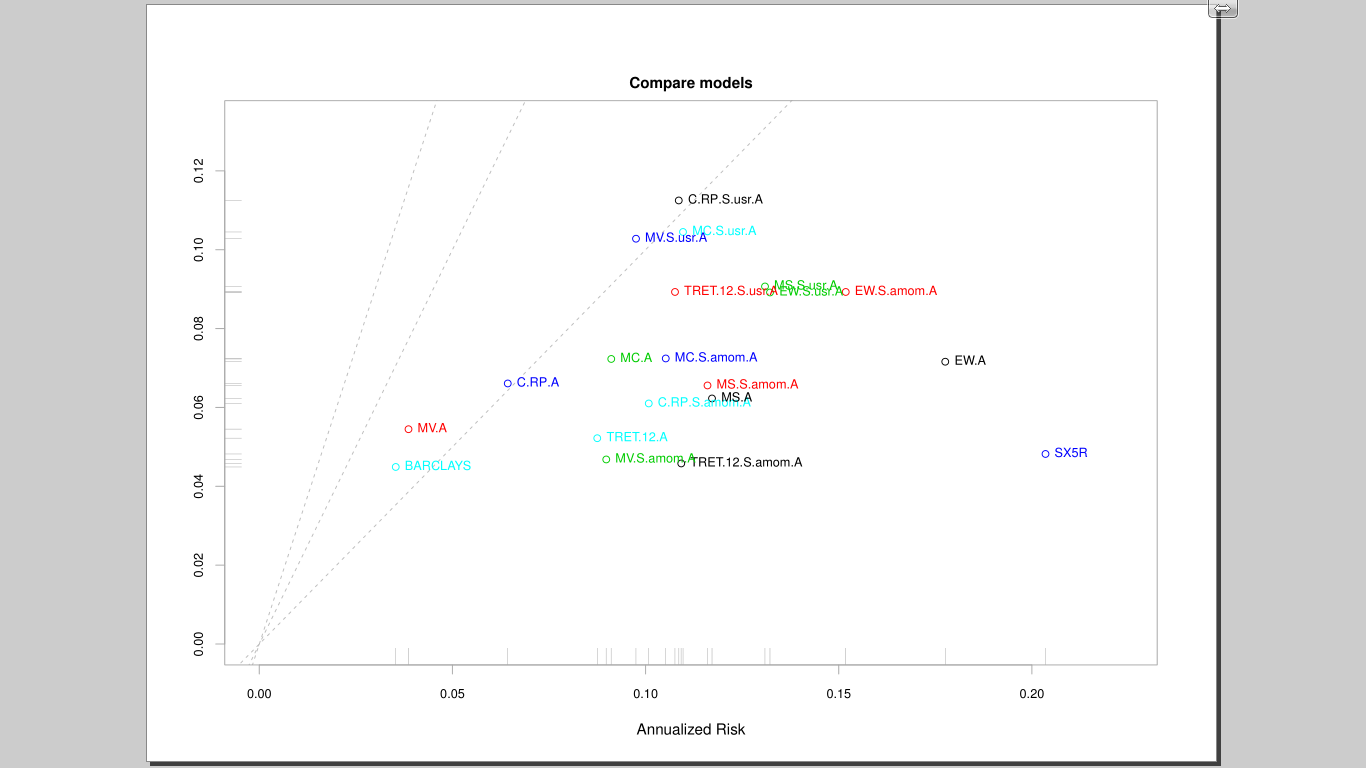 Compare models
0.12
C.RP.S.usr.A
MC.S.usr.A
MV.S.usr.A
0.10
MS.S.usr.A
TRET.12.S.usr.A
EW.S.usr.A
EW.S.amom.A
0.08
MC.A
MC.S.amom.A
EW.A
C.RP.A
MS.S.amom.A
MS.A
C.RP.S.amom.A
0.06
MV.A
TRET.12.A
SX5R
MV.S.amom.A
TRET.12.S.amom.A
BARCLAYS
0.04
0.02
0.00
0.00 0.05 0.10 0.15 0.20
Annualized Risk